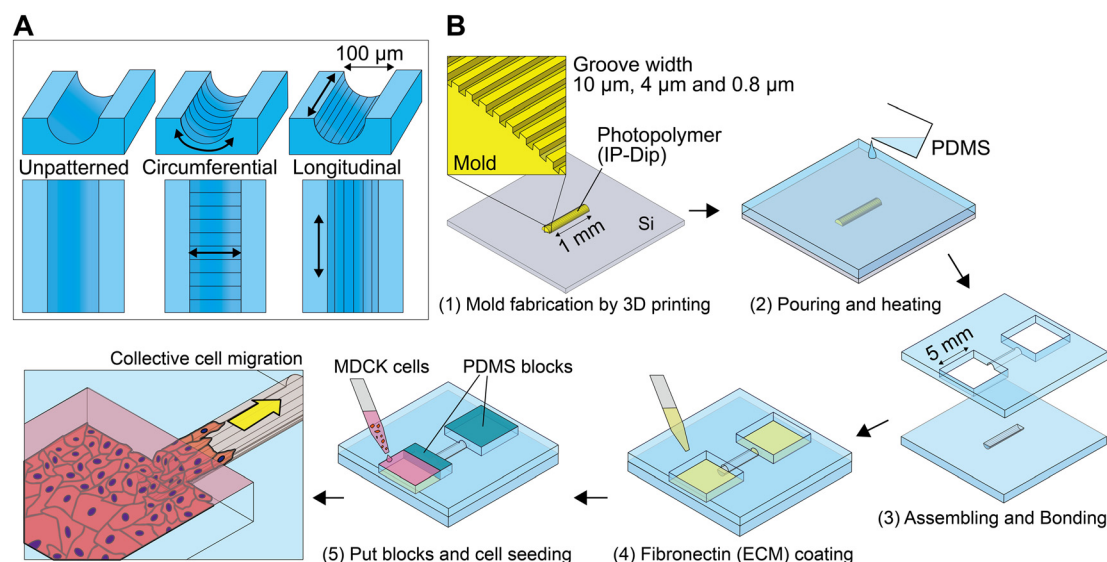 A
100 µm
Unpatterned
Circumferential
Longitudinal
B
Groove width
10 µm, 4 µm and 0.8 µm
Photopolymer
(IP-Dip)
Mold
Si
1 mm
(1) Mold fabrication by 3D printing
PDMS
(2) Pouring and heating
5 mm
(3) Assembling and Bonding
(4) Fibronectin (ECM) coating
MDCK cells
PDMS blocks
(5) Put blocks and cell seeding
Collective cell migration